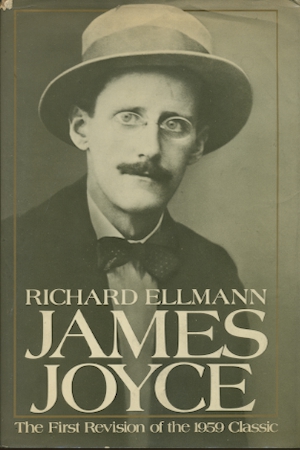 RICHARD ELLMANN
JAMES
JOYCE
The First Revision of the 1959 Classic